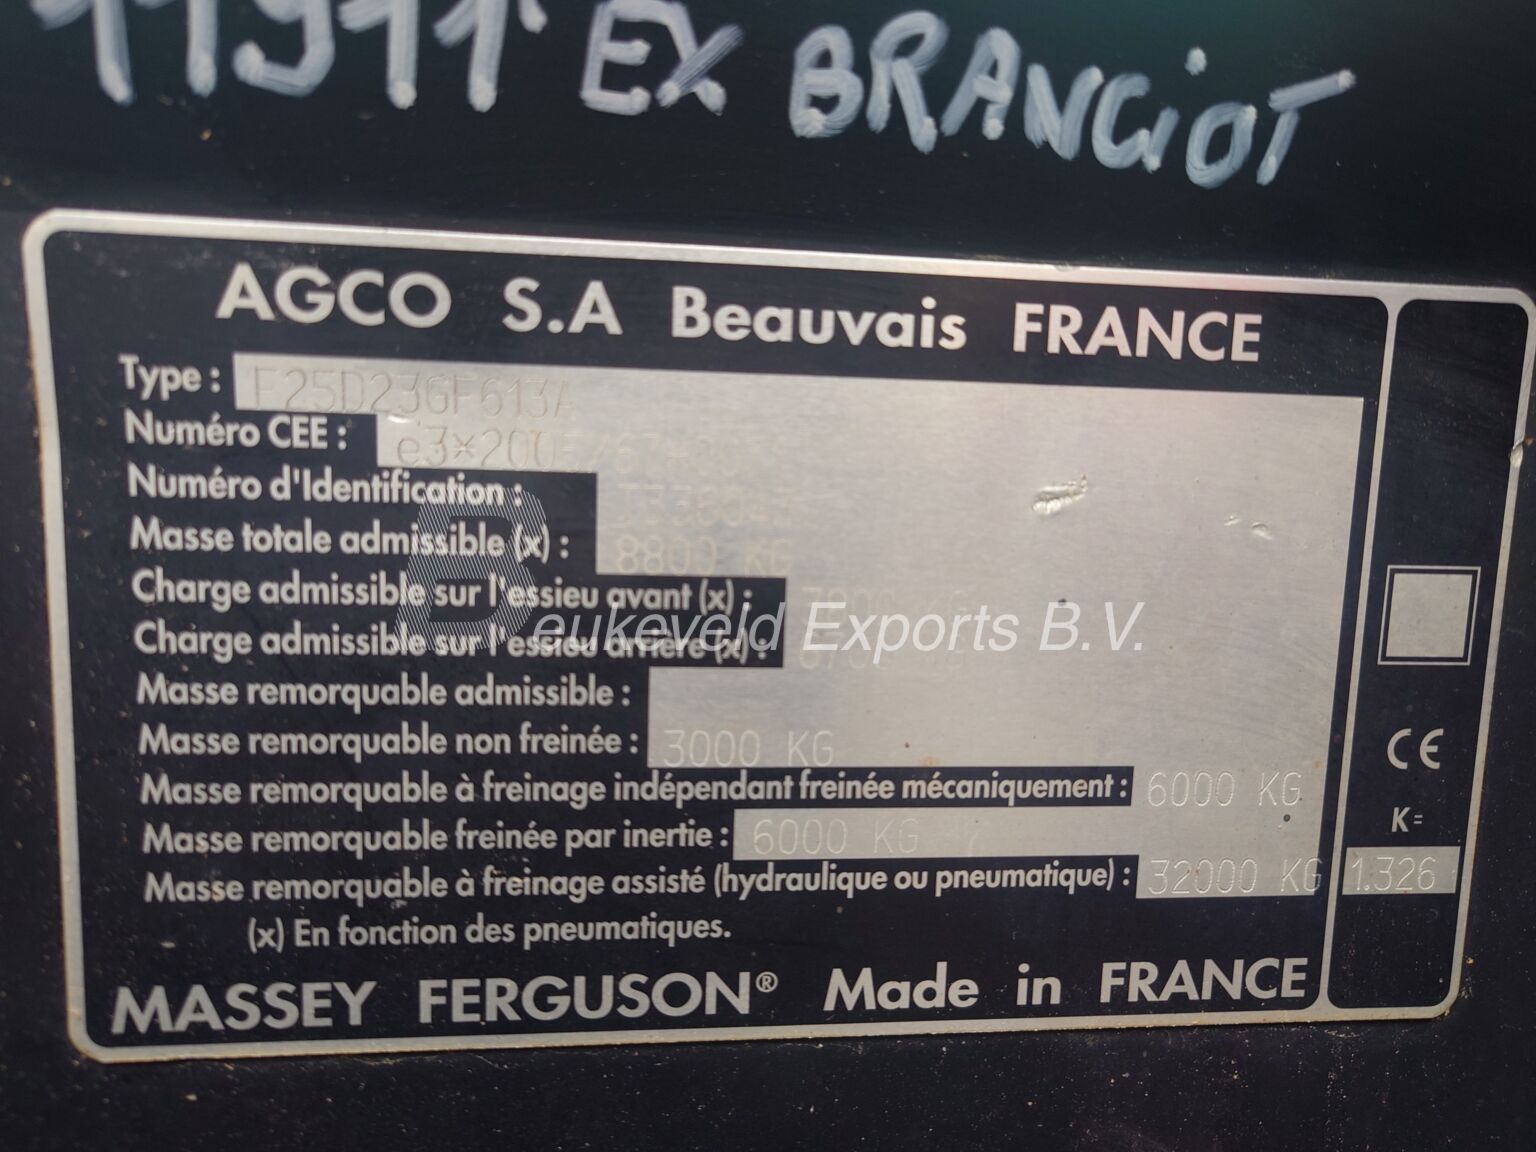 11911 EX BRANGIOT
AGCO S.A Beauvais FRANCE
Type : F25D23GF613A
Numéro CEE :
Numéro d'Identification :
Masse totale admissible (x) : 8800 KG
Charge admissible sur l'essieu avant (x) :
Charge admissible sur l'essieu arrière (x) :
Beukeveld Exports B.V.
Masse remorquable admissible :
Masse remorquable non freinée : 3000 KG
Masse remorquable à freinage indépendant freinée mécaniquement : 6000 KG
Masse remorquable freinée par inertie : 6000 KG
Masse remorquable à freinage assisté (hydraulique ou pneumatique) : 32000 KG
(x) En fonction des pneumatiques.
CE
K=
1.326
MASSEY FERGUSON® Made in FRANCE